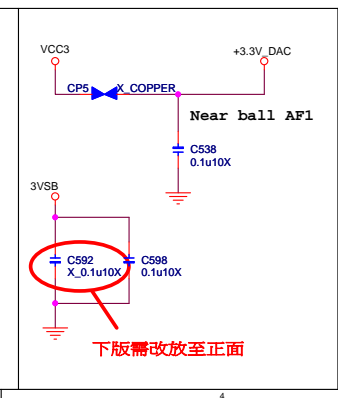 VCC3
+3.3V_DAC
CP5 X_COPPER
Near ball AF1
C538
0.1u10X
3VSB
C592 C598
X_0.1u10X 0.1u10X
下版需改放至正面
4